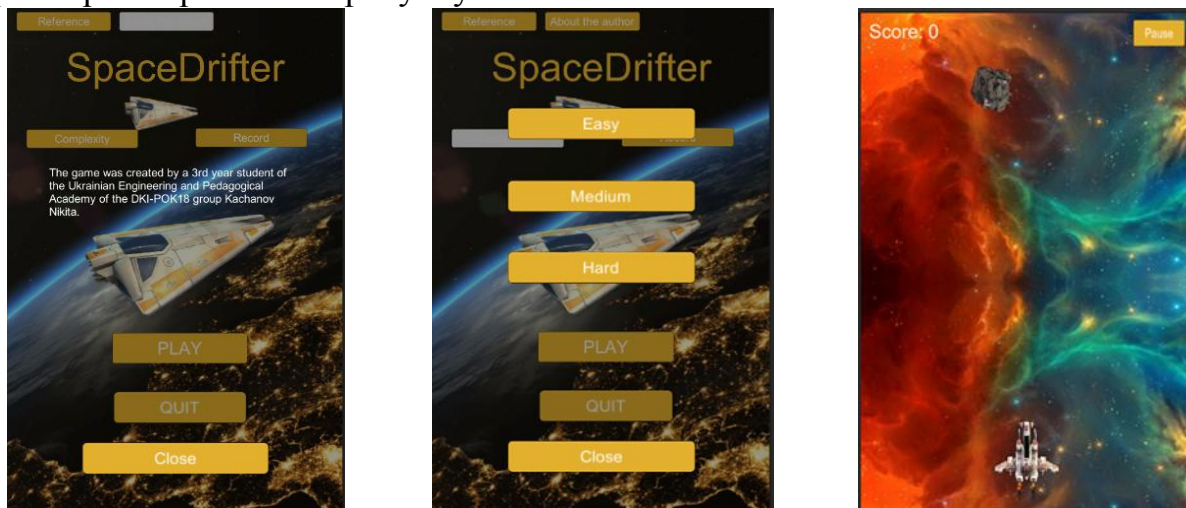 Reference
SpaceDrifter
Complexity Record
The game was created by a 3rd year student of
the Ukrainian Engineering and Pedagogical
Academy of the DKI-POK18 group Kachanov
Nikita.
PLAY
QUIT
Close
Reference About the author
SpaceDrifter
Easy
Record
Medium
Hard
PLAY
QUIT
Close
Score: 0 Pause